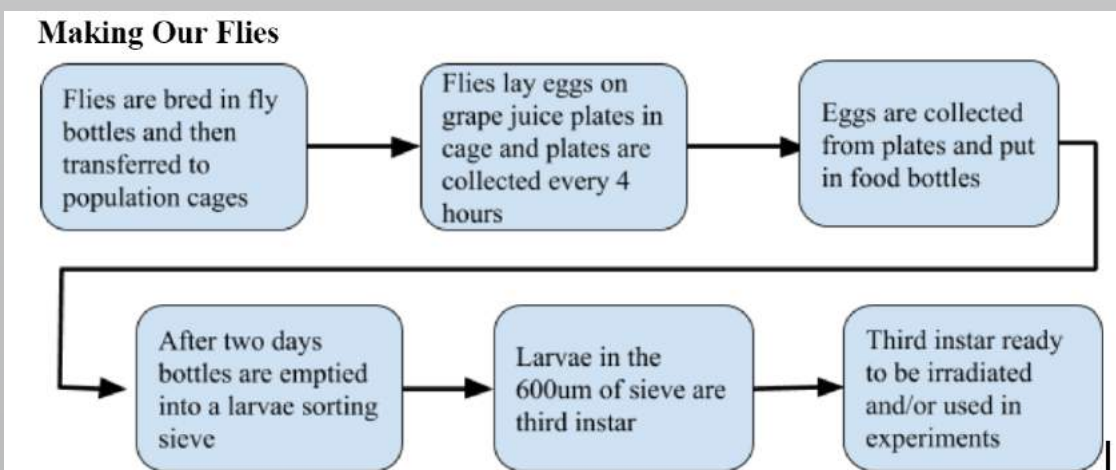 Making Our Flies
Flies are bred in fly
bottles and then
transferred to
population cages
Flies lay eggs on
grape juice plates in
cage and plates are
collected every 4
hours
Eggs are collected
from plates and put
in food bottles
After two days
bottles are emptied
into a larvae sorting
sieve
Larvae in the
600um of sieve are
third instar
Third instar ready
to be irradiated
and/or used in
experiments